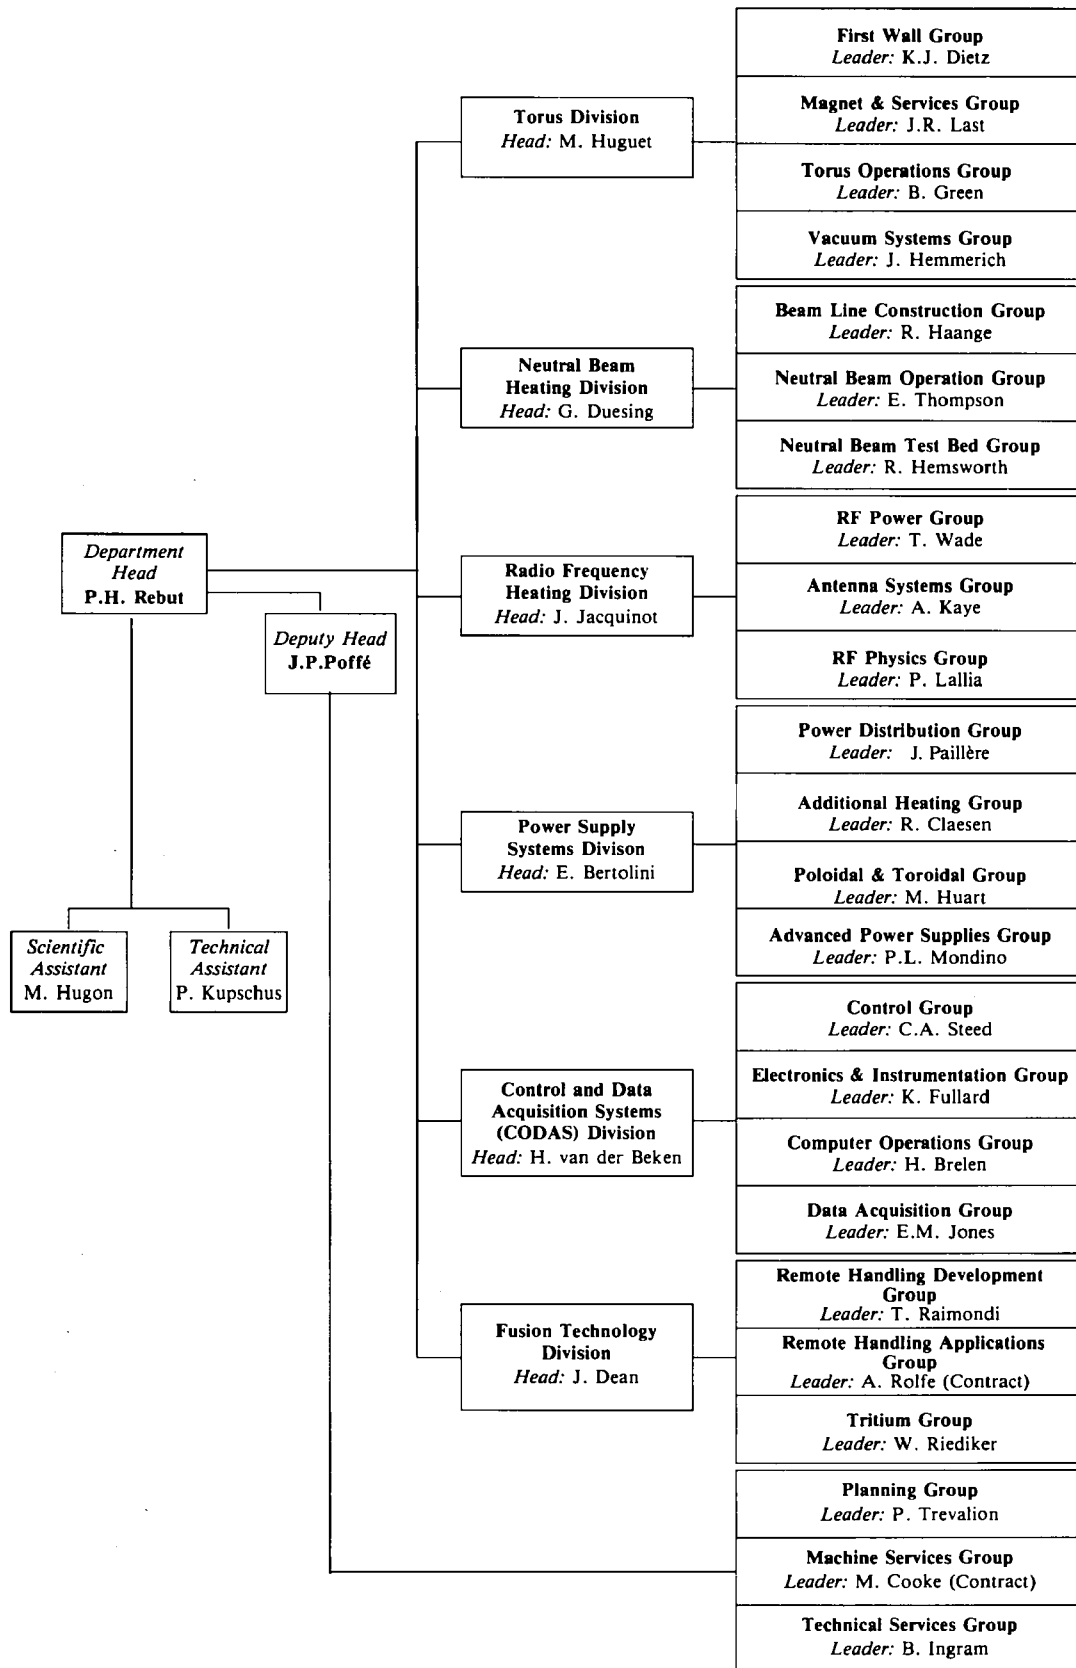 Department
Head
P.H. Rebut
Deputy Head
J.P.Poffé
Scientific
Assistant
M. Hugon
Technical
Assistant
P. Kupschus
Torus Division
Head: M. Huguet
First Wall Group
Leader: K.J. Dietz
Magnet & Services Group
Leader: J.R. Last
Torus Operations Group
Leader: B. Green
Vacuum Systems Group
Leader: J. Hemmerich
Neutral Beam
Heating Division
Head: G. Duesing
Beam Line Construction Group
Leader: R. Haange
Neutral Beam Operation Group
Leader: E. Thompson
Neutral Beam Test Bed Group
Leader: R. Hemsworth
Radio Frequency
Heating Division
Head: J. Jacquinot
RF Power Group
Leader: T. Wade
Antenna Systems Group
Leader: A. Kaye
RF Physics Group
Leader: P. Lallia
Power Supply
Systems Divison
Head: E. Bertolini
Power Distribution Group
Leader: J. Paillère
Additional Heating Group
Leader: R. Claesen
Poloidal & Toroidal Group
Leader: M. Huart
Advanced Power Supplies Group
Leader: P.L. Mondino
Control and Data
Acquisition Systems
(CODAS) Division
Head: H. van der Beken
Control Group
Leader: C.A. Steed
Electronics & Instrumentation Group
Leader: K. Fullard
Computer Operations Group
Leader: H. Brelen
Data Acquisition Group
Leader: E.M. Jones
Fusion Technology
Division
Head: J. Dean
Remote Handling Development
Group
Leader: T. Raimondi
Remote Handling Applications
Group
Leader: A. Rolfe (Contract)
Tritium Group
Leader: W. Riediker
Planning Group
Leader: P. Trevalion
Machine Services Group
Leader: M. Cooke (Contract)
Technical Services Group
Leader: B. Ingram